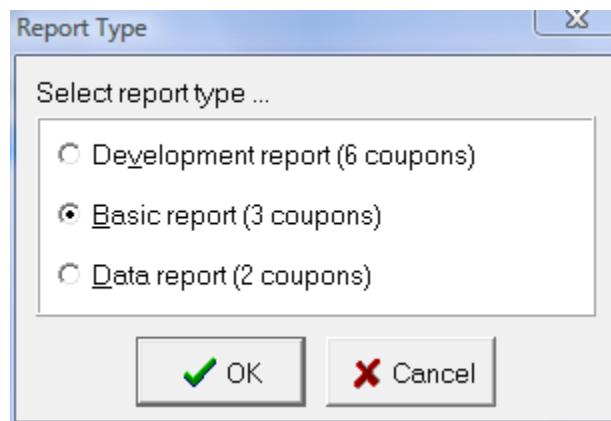 Report Type
Select report type ...
Development report (6 coupons)
Basic report (3 coupons)
Data report (2 coupons)
OK Cancel